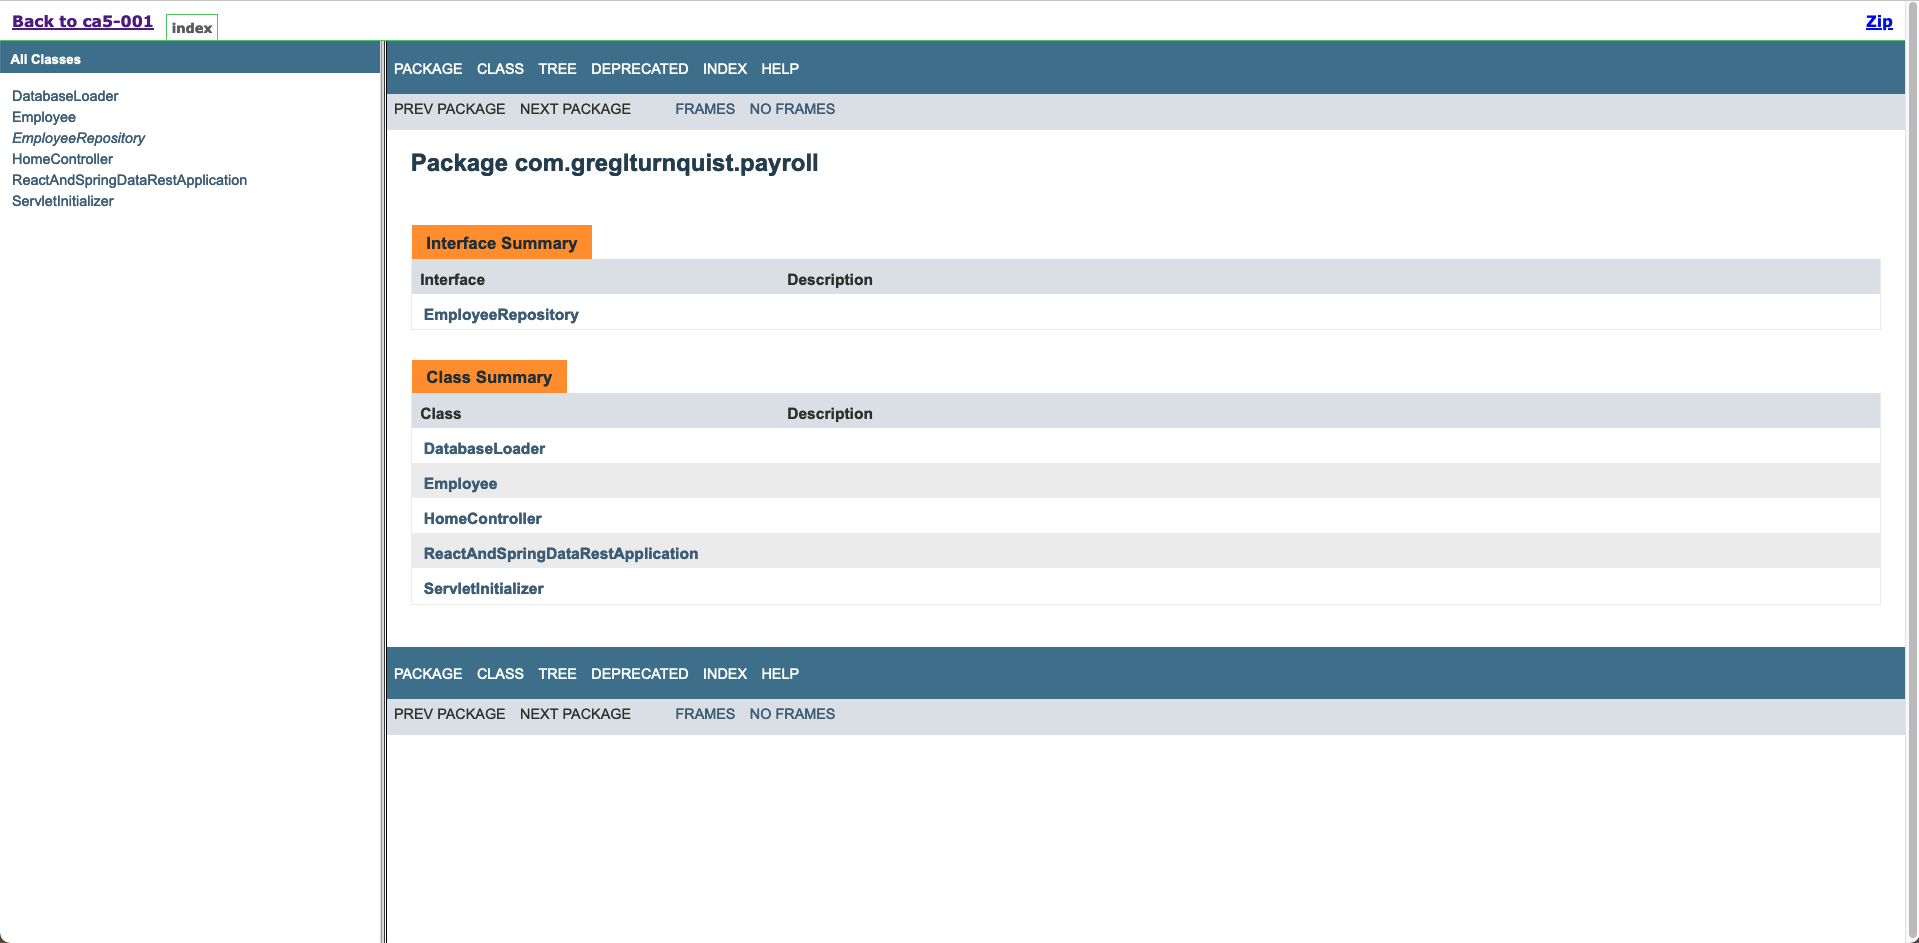 Back to ca5-001 index Zip
All Classes
DatabaseLoader
Employee
EmployeeRepository
HomeController
ReactAndSpringDataRestApplication
ServletInitializer
PACKAGE CLASS TREE DEPRECATED INDEX HELP
PREV PACKAGE NEXT PACKAGE FRAMES NO FRAMES
Package com.greglturnquist.payroll
Interface Summary
Interface Description
EmployeeRepository
Class Summary
Class Description
DatabaseLoader
Employee
HomeController
ReactAndSpringDataRestApplication
ServletInitializer
PACKAGE CLASS TREE DEPRECATED INDEX HELP
PREV PACKAGE NEXT PACKAGE FRAMES NO FRAMES